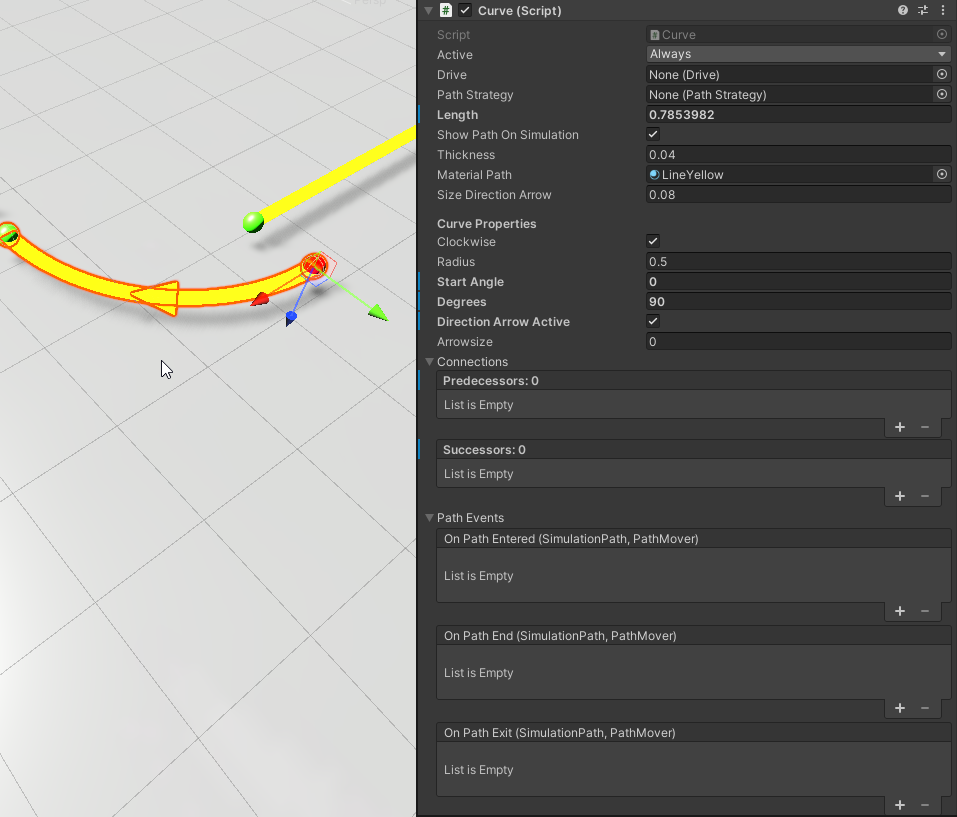 Persp
# Curve (Script)
Script Curve
Active Always
Drive None (Drive)
Path Strategy None (Path Strategy)
Length 0.7853982
Show Path On Simulation
Thickness 0.04
Material Path LineYellow
Size Direction Arrow 0.08
Curve Properties
Clockwise
Radius 0.5
Start Angle 0
Degrees 90
Direction Arrow Active
Arrowsize 0
Connections
Predecessors: 0
List is Empty
+ −
Successors: 0
List is Empty
+ −
Path Events
On Path Entered (SimulationPath, PathMover)
List is Empty
+ −
On Path End (SimulationPath, PathMover)
List is Empty
+ −
On Path Exit (SimulationPath, PathMover)
List is Empty
+ −